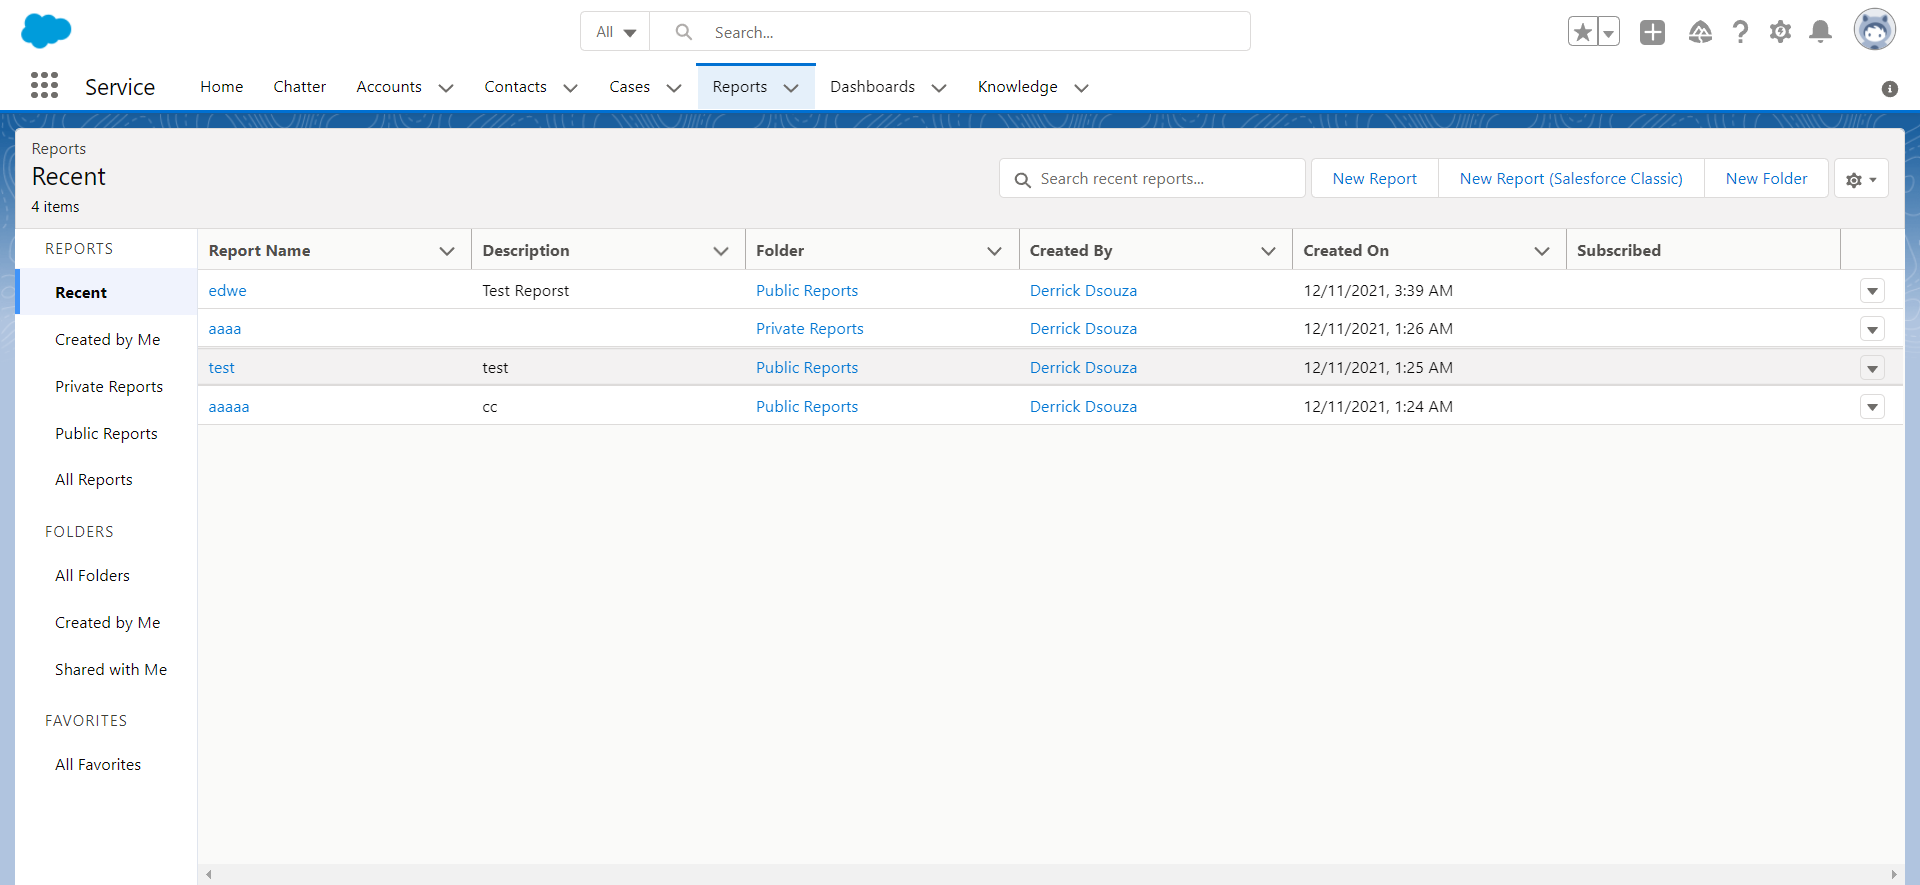 All Search...
Service Home Chatter Accounts Contacts Cases Reports Dashboards Knowledge
Reports
Recent
4 items
Search recent reports... New Report New Report (Salesforce Classic) New Folder
REPORTS
Recent
Created by Me
Private Reports
Public Reports
All Reports
FOLDERS
All Folders
Created by Me
Shared with Me
FAVORITES
All Favorites
Report Name Description Folder Created By Created On Subscribed
edwe Test Reporst Public Reports Derrick Dsouza 12/11/2021, 3:39 AM
aaaa Private Reports Derrick Dsouza 12/11/2021, 1:26 AM
test test Public Reports Derrick Dsouza 12/11/2021, 1:25 AM
aaaaa cc Public Reports Derrick Dsouza 12/11/2021, 1:24 AM